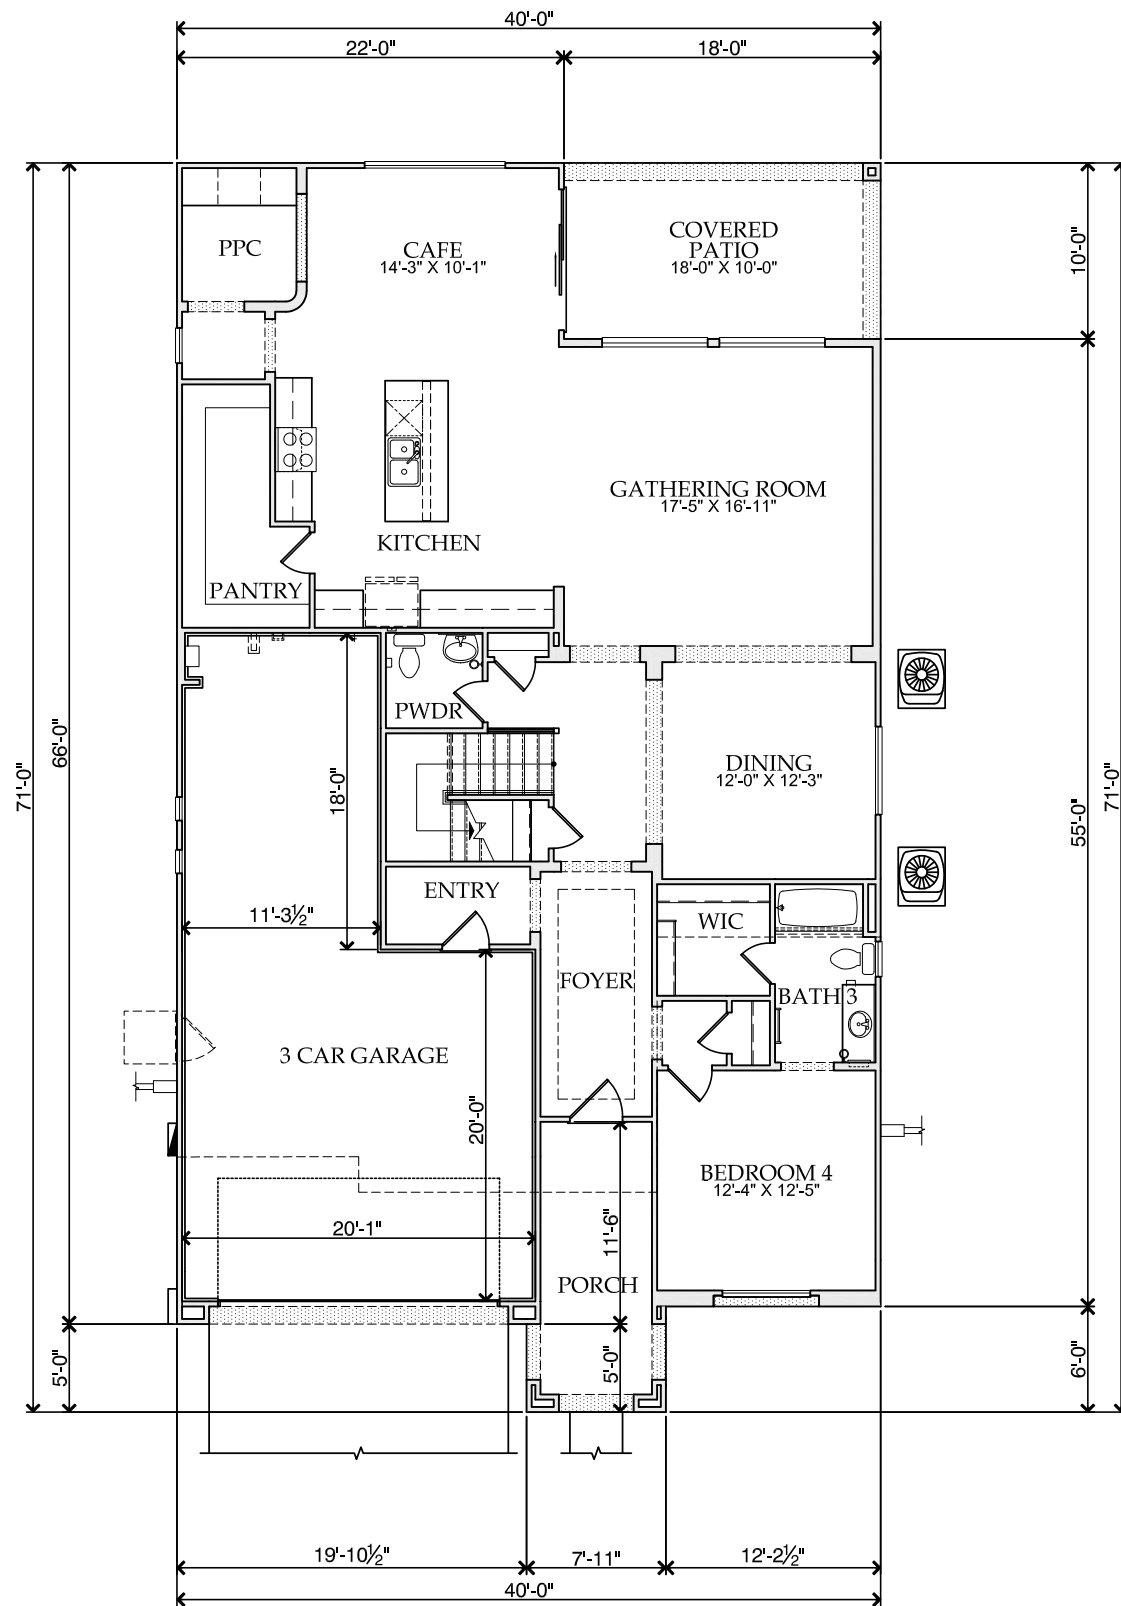 40'-0"
22'-0"
18'-0"
PPC
CAFE
14'-3" X 10'-1"
COVERED
PATIO
18'-0" X 10'-0"
10'-0"
GATHERING ROOM
17'-5" X 16'-11"
KITCHEN
PANTRY
PWDR
71'-0"
66'-0"
18'-0"
DINING
12'-0" X 12'-3"
55'-0"
71'-0"
ENTRY
11'-3½"
WIC
FOYER
BATH 3
3 CAR GARAGE
20'-0"
BEDROOM 4
12'-4" X 12'-5"
20'-1"
11'-6"
PORCH
5'-0"
5'-0"
6'-0"
19'-10½"
7'-11"
12'-2½"
40'-0"